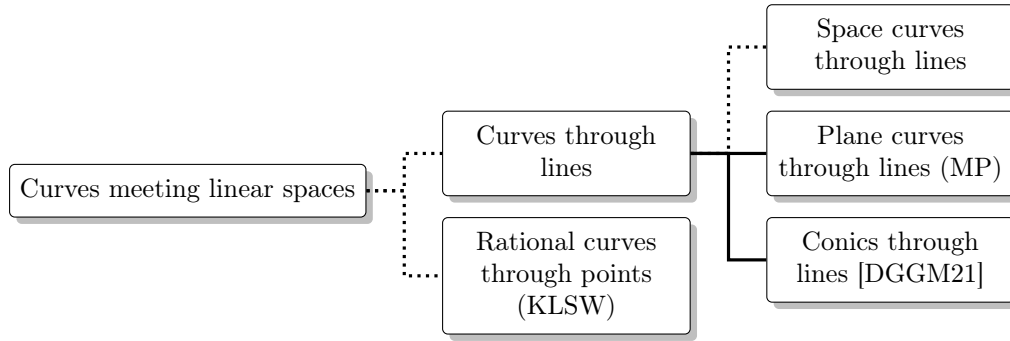 Curves meeting linear spaces
Curves through
lines
Rational curves
through points
(KLSW)
Space curves
through lines
Plane curves
through lines (MP)
Conics through
lines [DGGM21]